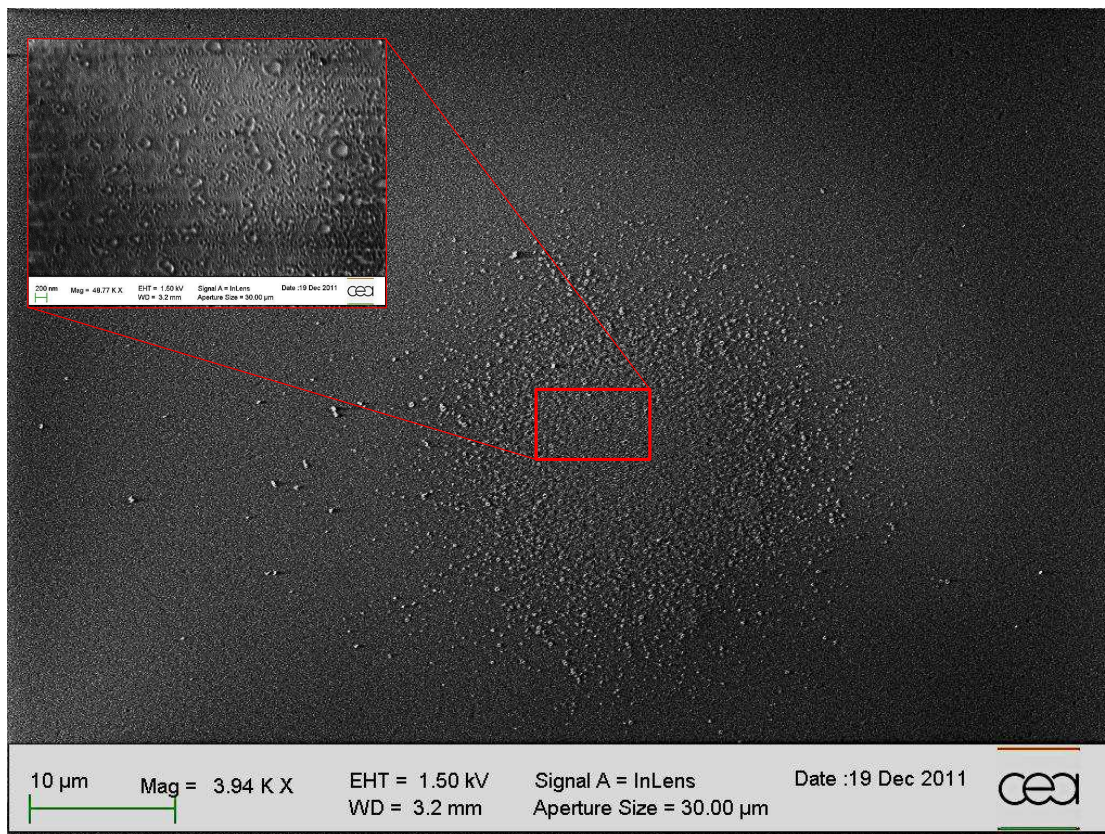 200 nm Mag = 48.77 K X EHT = 1.50 kV Signal A = InLens Date :19 Dec 2011 cea
WD = 3.2 mm Aperture Size = 30.00 µm
10 µm Mag = 3.94 K X EHT = 1.50 kV Signal A = InLens Date :19 Dec 2011 cea
WD = 3.2 mm Aperture Size = 30.00 µm